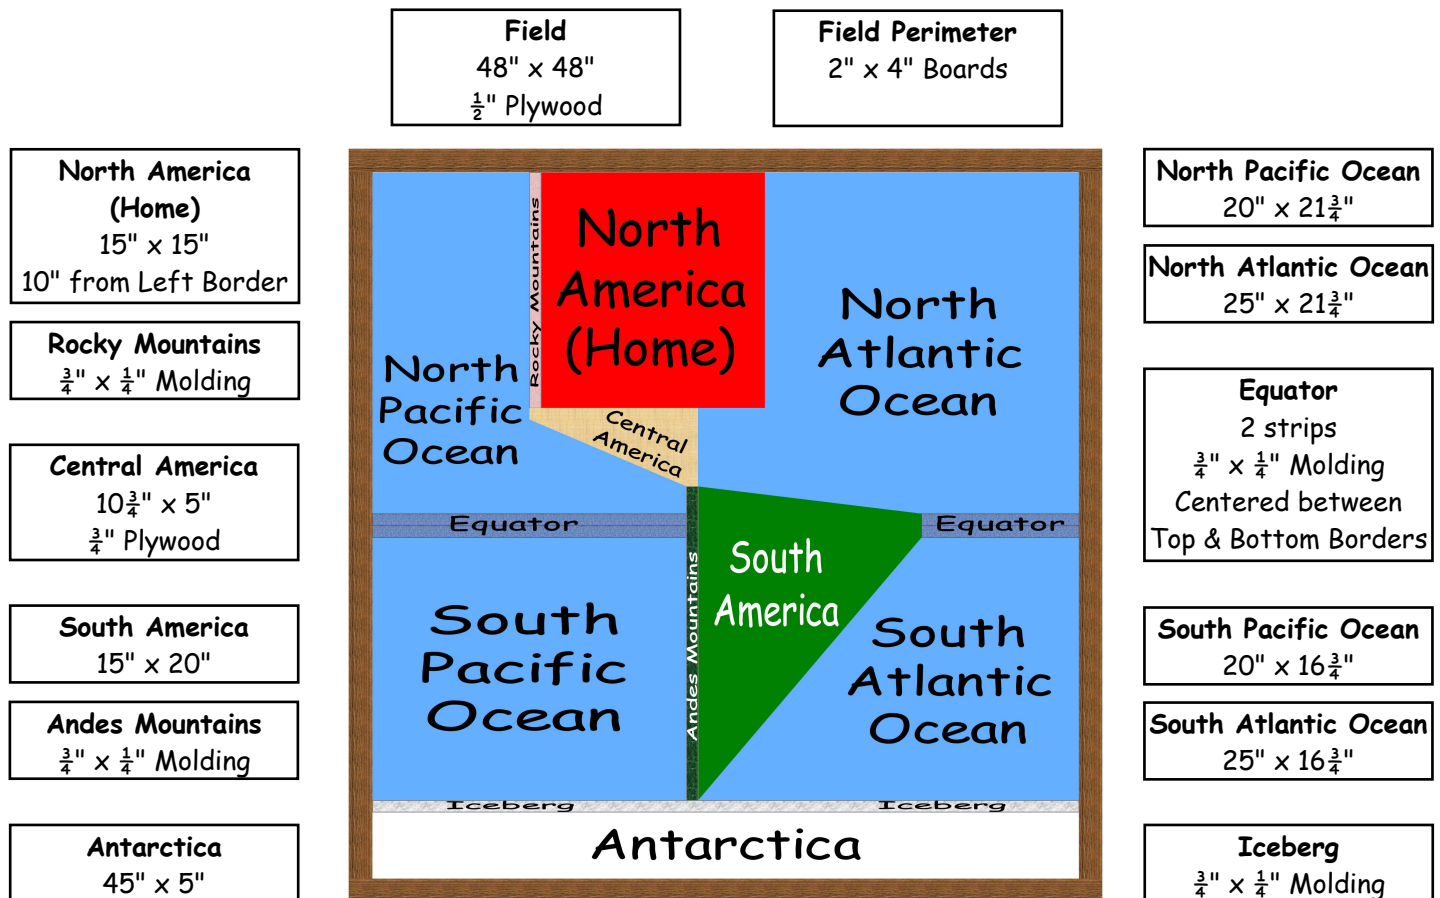 Field
48" x 48"
½" Plywood
Field Perimeter
2" x 4" Boards
North America
(Home)
15" x 15"
10" from Left Border
Rocky Mountains
¾" x ¼" Molding
Central America
10¾" x 5"
¾" Plywood
South America
15" x 20"
Andes Mountains
¾" x ¼" Molding
Antarctica
45" x 5"
Rocky Mountains
North
America
(Home)
North
Atlantic
Ocean
North
Pacific
Ocean
Central
America
Equator
Equator
South
America
Andes Mountains
South
Pacific
Ocean
South
Atlantic
Ocean
Iceberg
Iceberg
Antarctica
North Pacific Ocean
20" x 21¾"
North Atlantic Ocean
25" x 21¾"
Equator
2 strips
¾" x ¼" Molding
Centered between
Top & Bottom Borders
South Pacific Ocean
20" x 16¾"
South Atlantic Ocean
25" x 16¾"
Iceberg
¾" x ¼" Molding